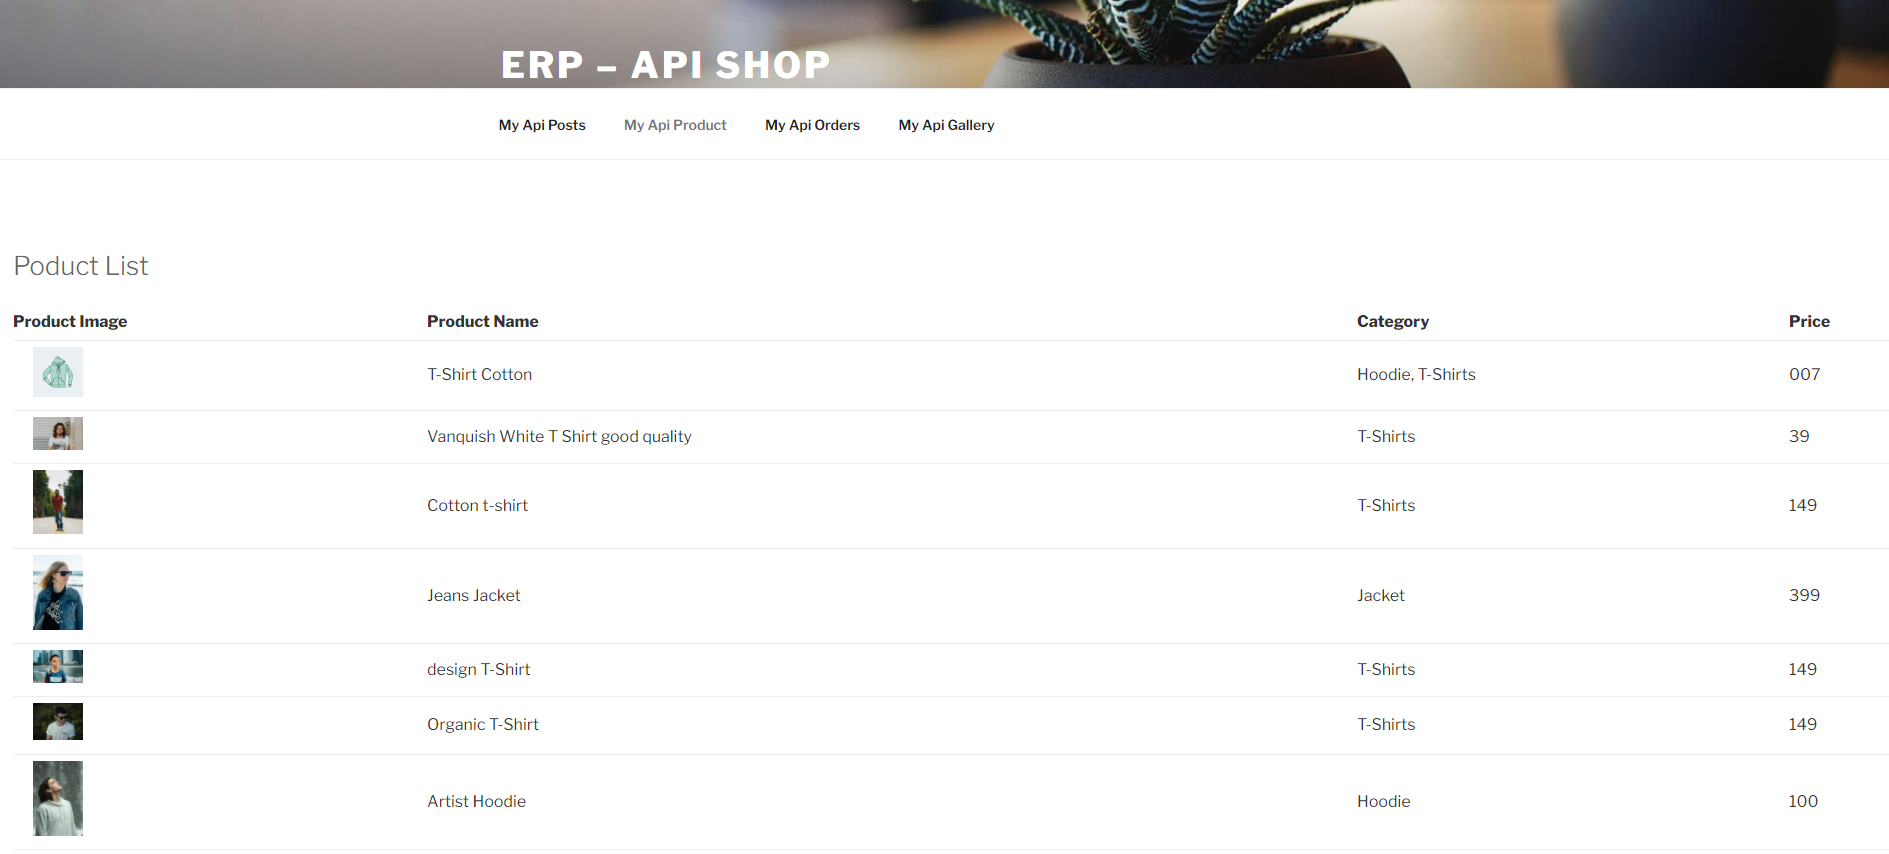 ERP – API SHOP
My Api Posts My Api Product My Api Orders My Api Gallery
Poduct List
Product Image Product Name Category Price
T-Shirt Cotton Hoodie, T-Shirts 007
Vanquish White T Shirt good quality T-Shirts 39
Cotton t-shirt T-Shirts 149
Jeans Jacket Jacket 399
design T-Shirt T-Shirts 149
Organic T-Shirt T-Shirts 149
Artist Hoodie Hoodie 100